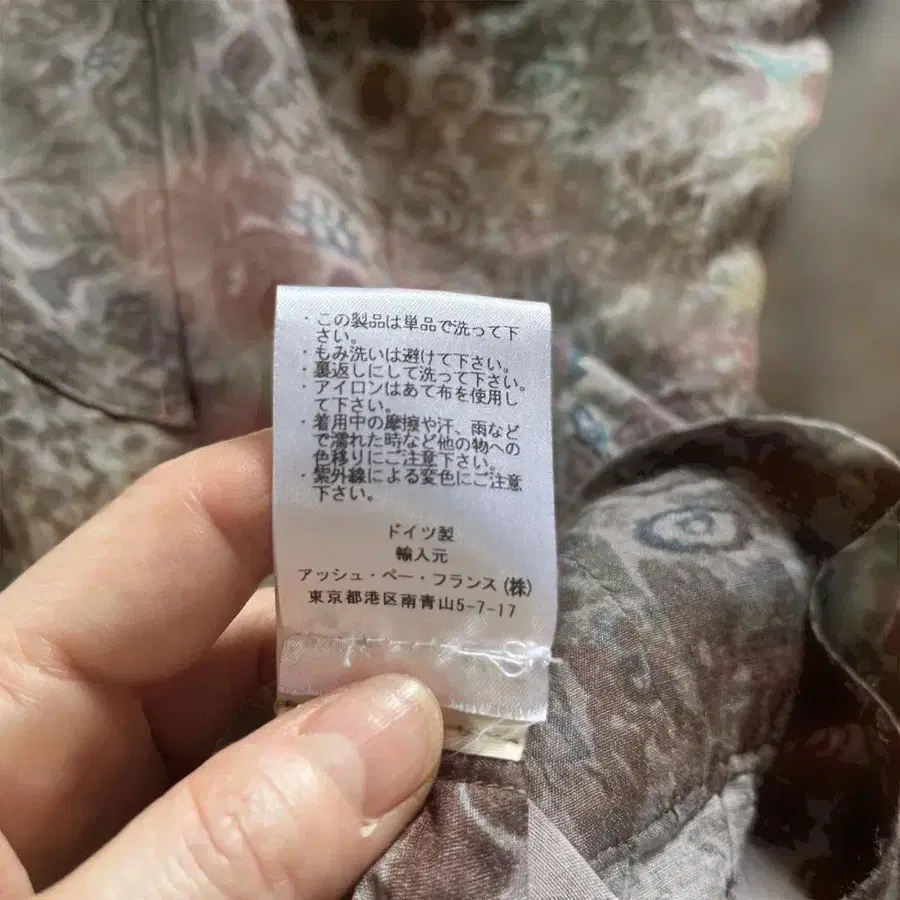 ・この製品は単品で洗って下
さい。
・もみ洗いは避けて下さい。
・裏返しにして洗って下さい。
・アイロンはあて布を使用し
て下さい。
・着用中の摩擦や汗、雨など
で濡れた時など他の物への
色移りにご注意下さい。
・紫外線による変色にご注意
下さい。
ドイツ製
輸入元
アッシュ・ペー・フランス(株)
東京都港区南青山5-7-17